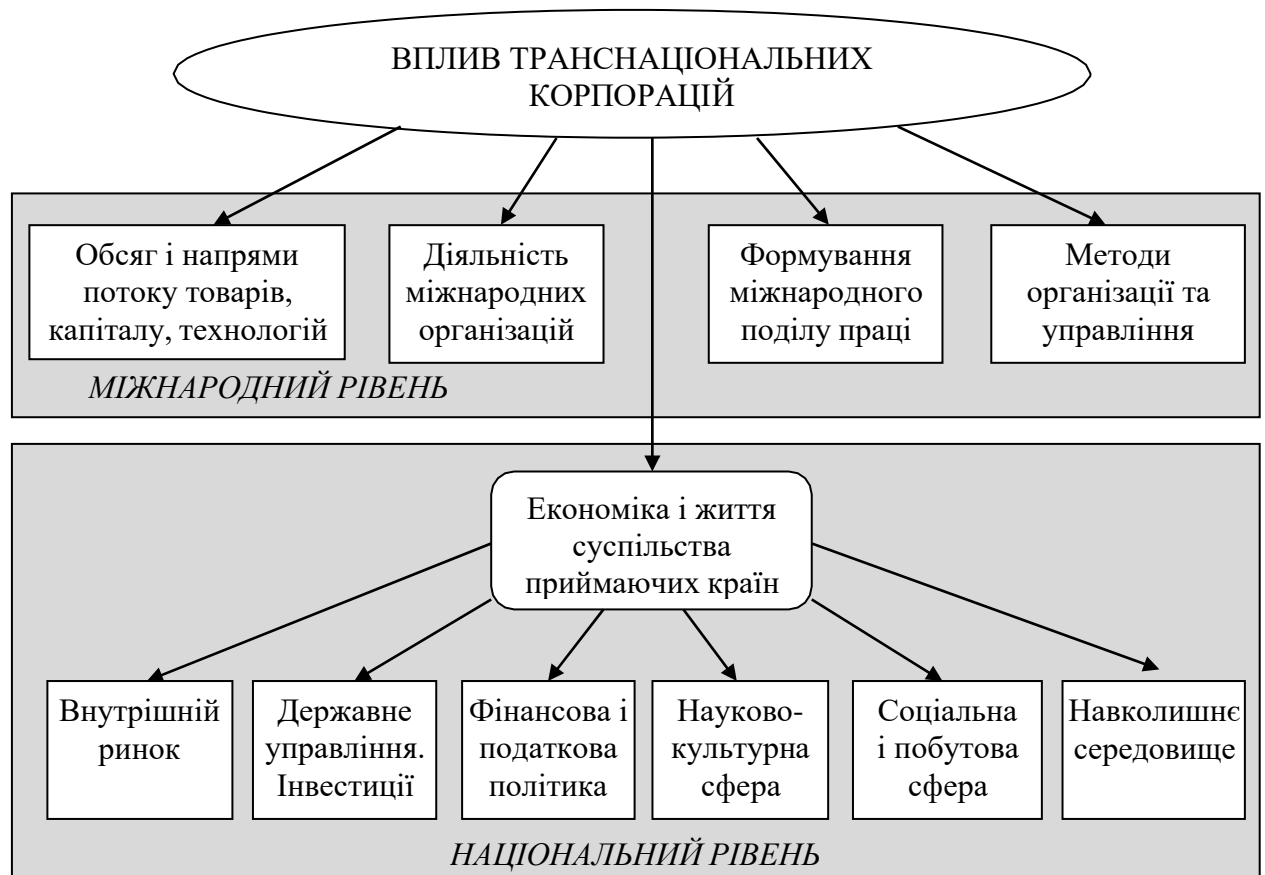 ВПЛИВ ТРАНСНАЦІОНАЛЬНИХ
КОРПОРАЦІЙ
Обсяг і напрями
потоку товарів,
капіталу, технологій
Діяльність
міжнародних
організацій
Формування
міжнародного
поділу праці
Методи
організації та
управління
МІЖНАРОДНИЙ РІВЕНЬ
Економіка і життя
суспільства
приймаючих країн
Внутрішній
ринок
Державне
управління.
Інвестиції
Фінансова і
податкова
політика
Науково-
культурна
сфера
Соціальна
і побутова
сфера
Навколишнє
середовище
НАЦІОНАЛЬНИЙ РІВЕНЬ